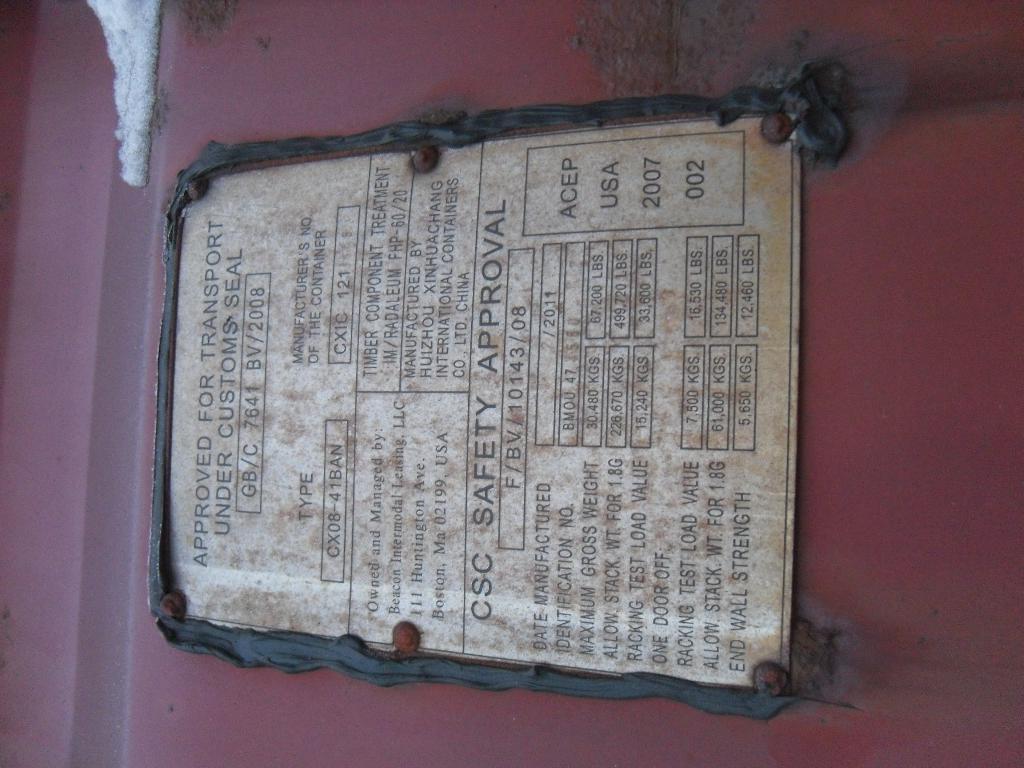 APPROVED FOR TRANSPORT
UNDER CUSTOMS SEAL
GB/C 7641 BV/2008
TYPE
CX08-41BAN
MANUFACTURER'S NO.
OF THE CONTAINER
CXIC 121
Owned and Managed by:
Beacon Intermodal Leasing, LLC
111 Huntington Ave.
Boston, Ma 02199, USA
TIMBER COMPONENT TREATMENT
IM/RADALEUM FHP-60/20
MANUFACTURED BY
HUIZHOU XINHUACHANG
INTERNATIONAL CONTAINERS
CO. LTD. CHINA
CSC SAFETY APPROVAL
F/BV/10143/08
DATE MANUFACTURED /2011
IDENTIFICATION NO. BMOU 47
MAXIMUM GROSS WEIGHT 30,480 KGS. 67,200 LBS.
ALLOW. STACK. WT. FOR 1.8G 226,670 KGS. 499,720 LBS.
RACKING TEST LOAD VALUE 15,240 KGS. 33,600 LBS.
ONE DOOR OFF
RACKING TEST LOAD VALUE 7,500 KGS. 16,530 LBS.
ALLOW STACK. WT. FOR 1.8G 61,000 KGS. 134,480 LBS.
END WALL STRENGTH 5,650 KGS. 12,460 LBS.
ACEP
USA
2007
002